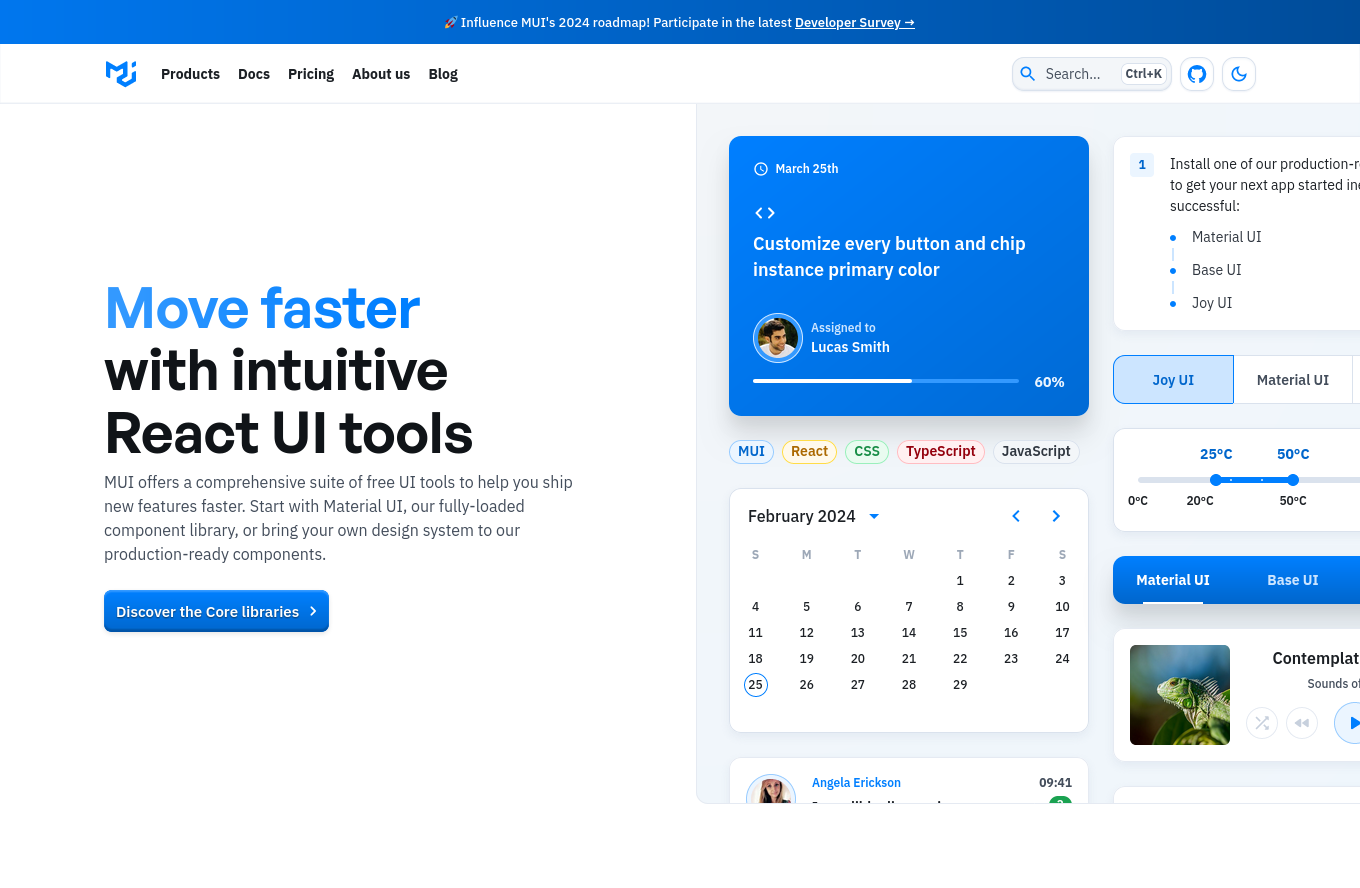 🚀 Influence MUI's 2024 roadmap! Participate in the latest Developer Survey →
Products Docs Pricing About us Blog
Search… Ctrl+K
Move faster
with intuitive
React UI tools
MUI offers a comprehensive suite of free UI tools to help you ship
new features faster. Start with Material UI, our fully-loaded
component library, or bring your own design system to our
production-ready components.
Discover the Core libraries
March 25th
Customize every button and chip
instance primary color
Assigned to
Lucas Smith
60%
MUI React CSS TypeScript JavaScript
February 2024
S M T W T F S
1 2 3
4 5 6 7 8 9 10
11 12 13 14 15 16 17
18 19 20 21 22 23 24
25 26 27 28 29
Angela Erickson 09:41
1 Install one of our production-r
to get your next app started in
successful:
Material UI
Base UI
Joy UI
Joy UI Material UI
25°C 50°C
0°C 20°C 50°C
Material UI Base UI
Contemplat
Sounds of